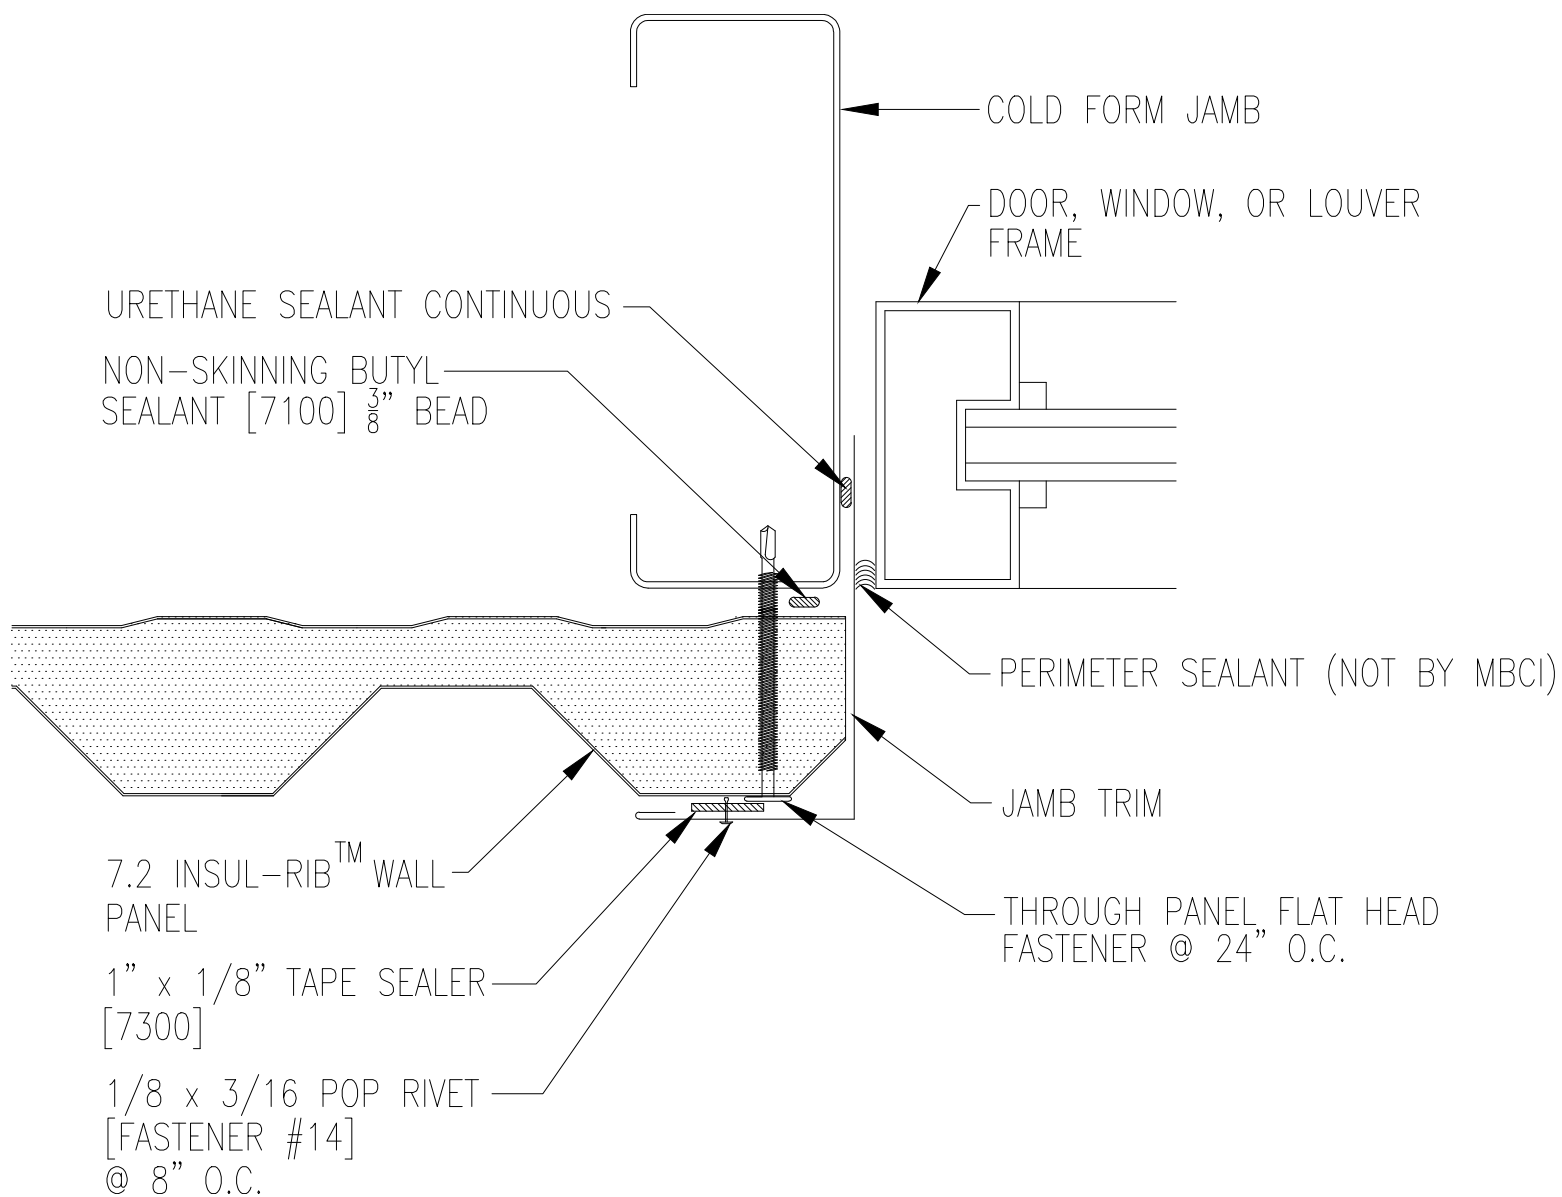 COLD FORM JAMB
DOOR, WINDOW, OR LOUVER
FRAME
URETHANE SEALANT CONTINUOUS
NON-SKINNING BUTYL
SEALANT [7100] 3/8" BEAD
PERIMETER SEALANT (NOT BY MBCI)
JAMB TRIM
7.2 INSUL-RIB™ WALL
PANEL
THROUGH PANEL FLAT HEAD
FASTENER @ 24" O.C.
1" x 1/8" TAPE SEALER
[7300]
1/8 x 3/16 POP RIVET
[FASTENER #14]
@ 8" O.C.